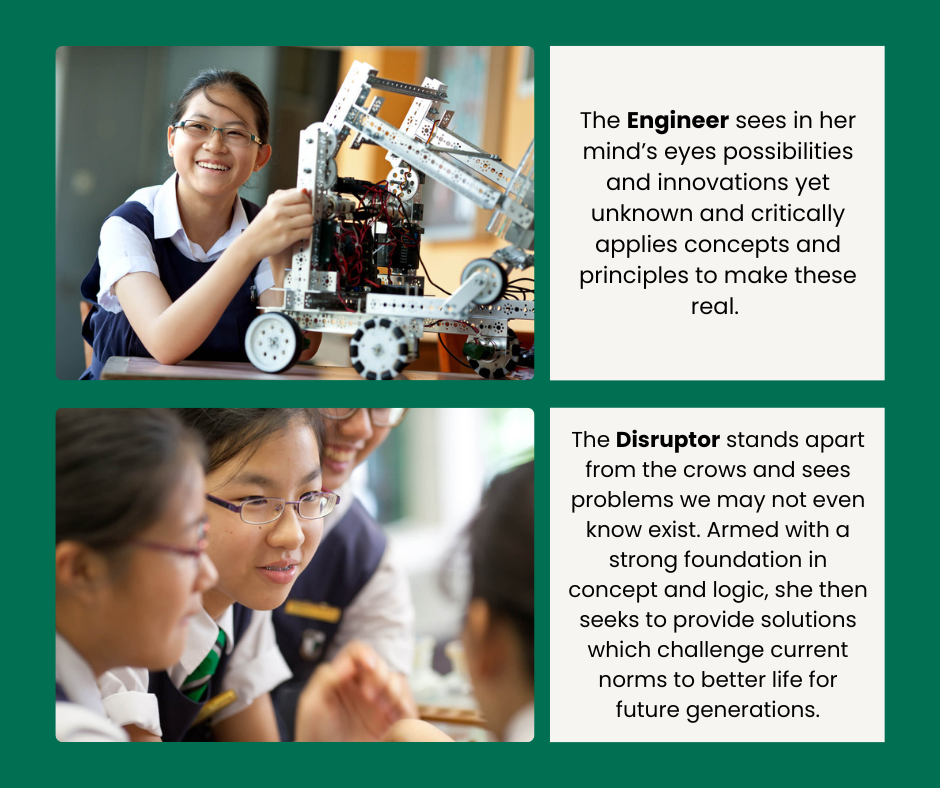 The Engineer sees in her
mind’s eyes possibilities
and innovations yet
unknown and critically
applies concepts and
principles to make these
real.
The Disruptor stands apart
from the crows and sees
problems we may not even
know exist. Armed with a
strong foundation in
concept and logic, she then
seeks to provide solutions
which challenge current
norms to better life for
future generations.